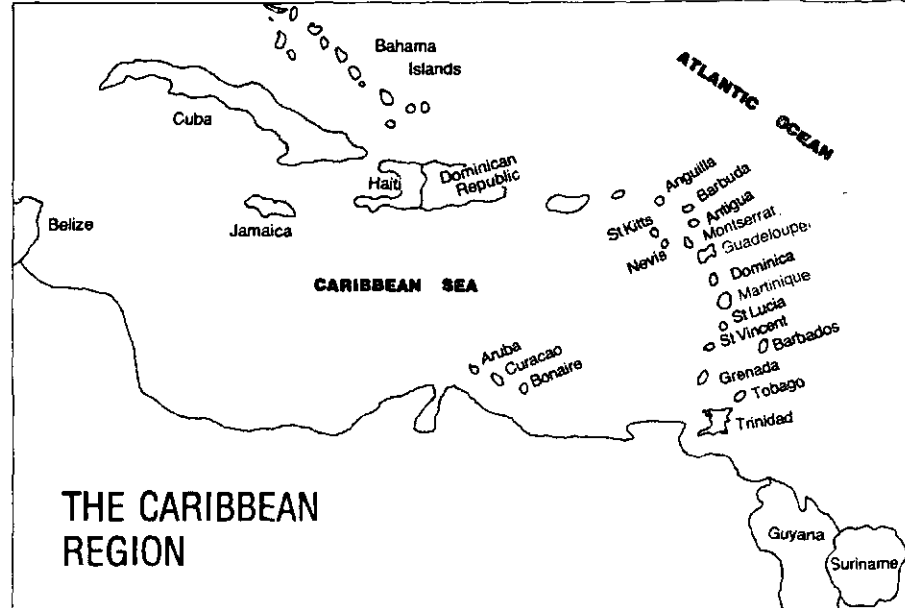 Bahama
Islands
ATLANTIC OCEAN
Cuba
Haiti
Dominican
Republic
Jamaica
Belize
Anguilla
Barbuda
St Kitts
Antigua
Montserrat
Nevis
Guadeloupe
Dominica
CARIBBEAN SEA
Martinique
St Lucia
St Vincent
Barbados
Aruba
Curacao
Bonaire
Grenada
Tobago
Trinidad
THE CARIBBEAN
REGION
Guyana
Suriname